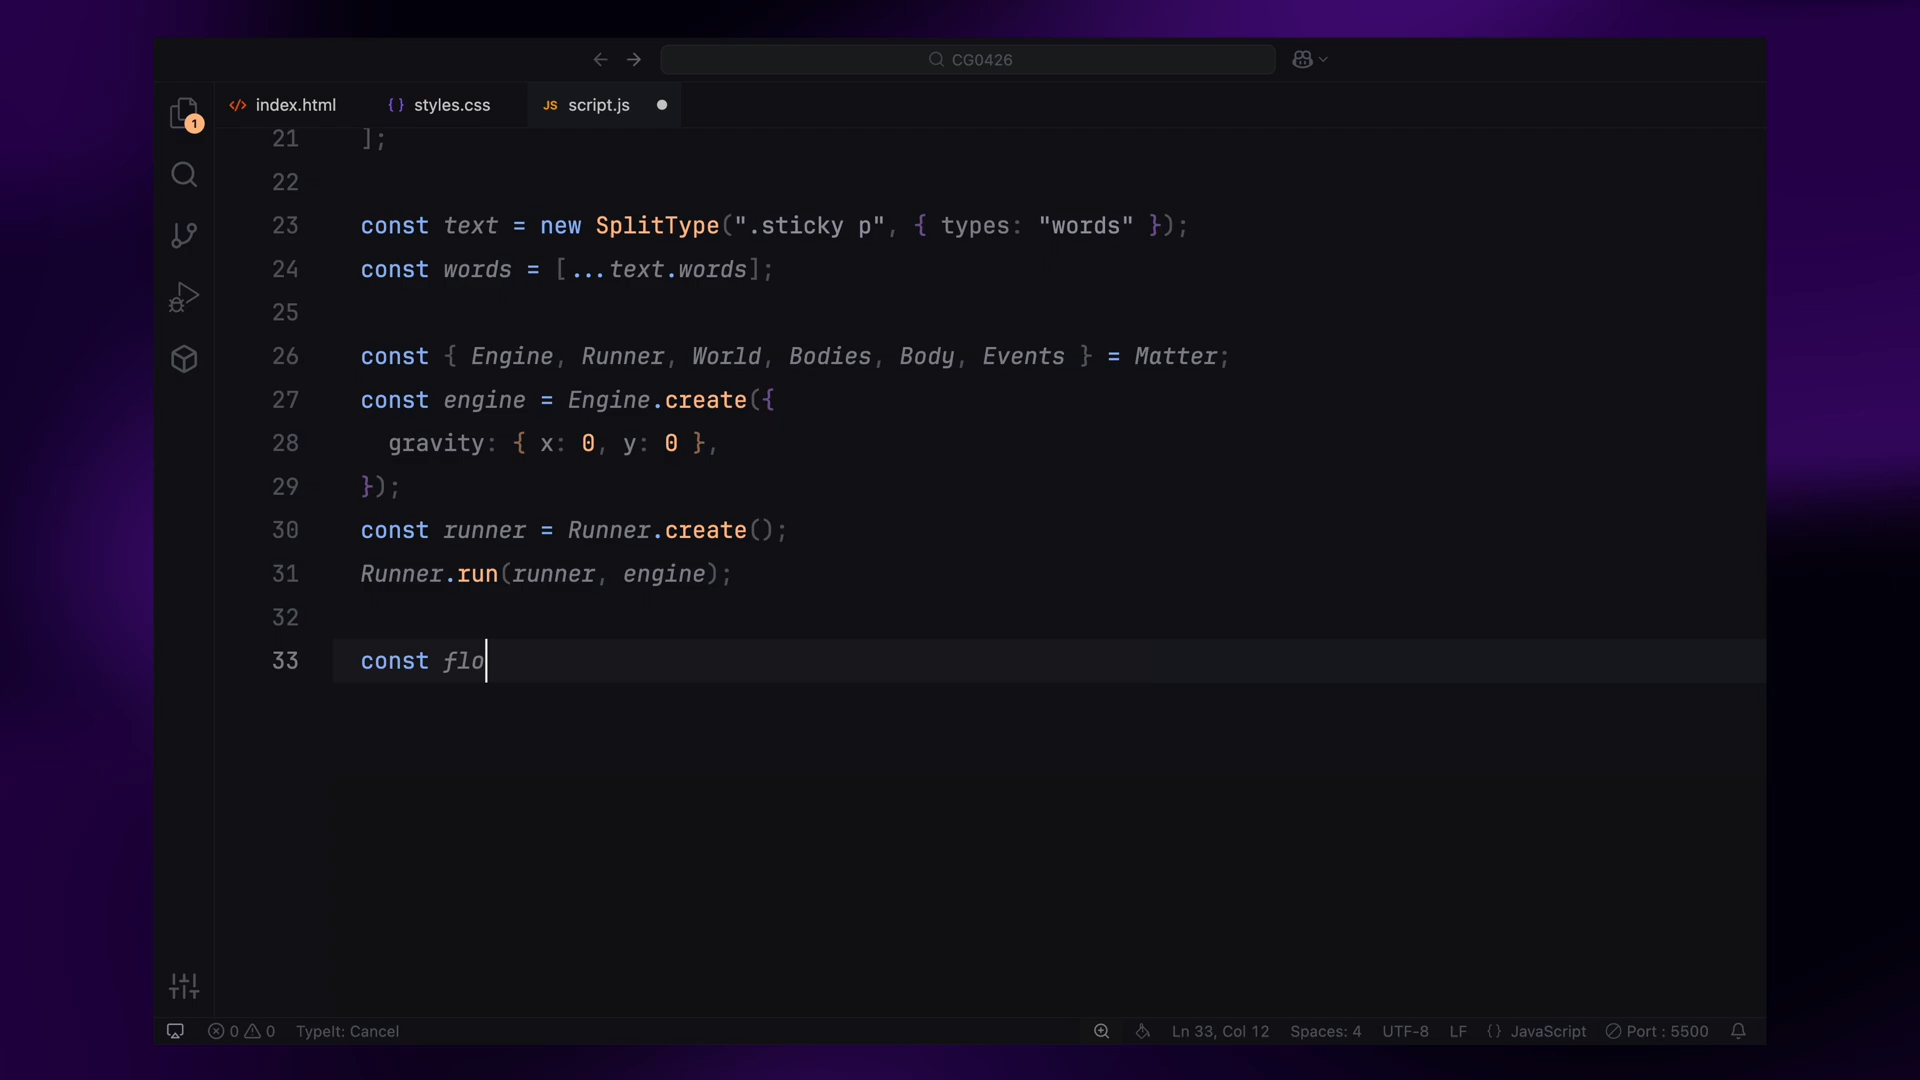 CG0426
index.html styles.css JS script.js
1
21 ];
22
23 const text = new SplitType(".sticky p", { types: "words" });
24 const words = [...text.words];
25
26 const { Engine, Runner, World, Bodies, Body, Events } = Matter;
27 const engine = Engine.create({
28 gravity: { x: 0, y: 0 },
29 });
30 const runner = Runner.create();
31 Runner.run(runner, engine);
32
33 const flo
0 0 TypeIt: Cancel Ln 33, Col 12 Spaces: 4 UTF-8 LF {} JavaScript Port : 5500